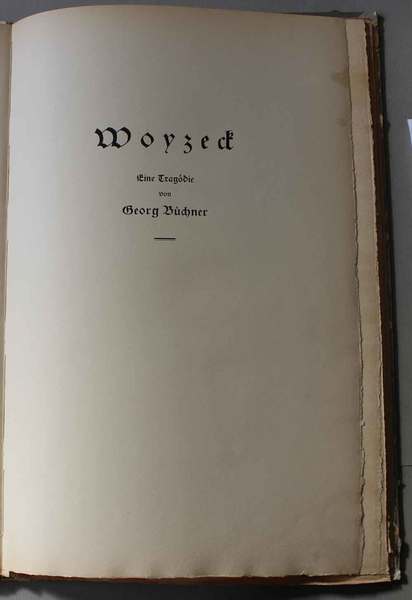 Woyzeck
Eine Tragödie
von
Georg Büchner